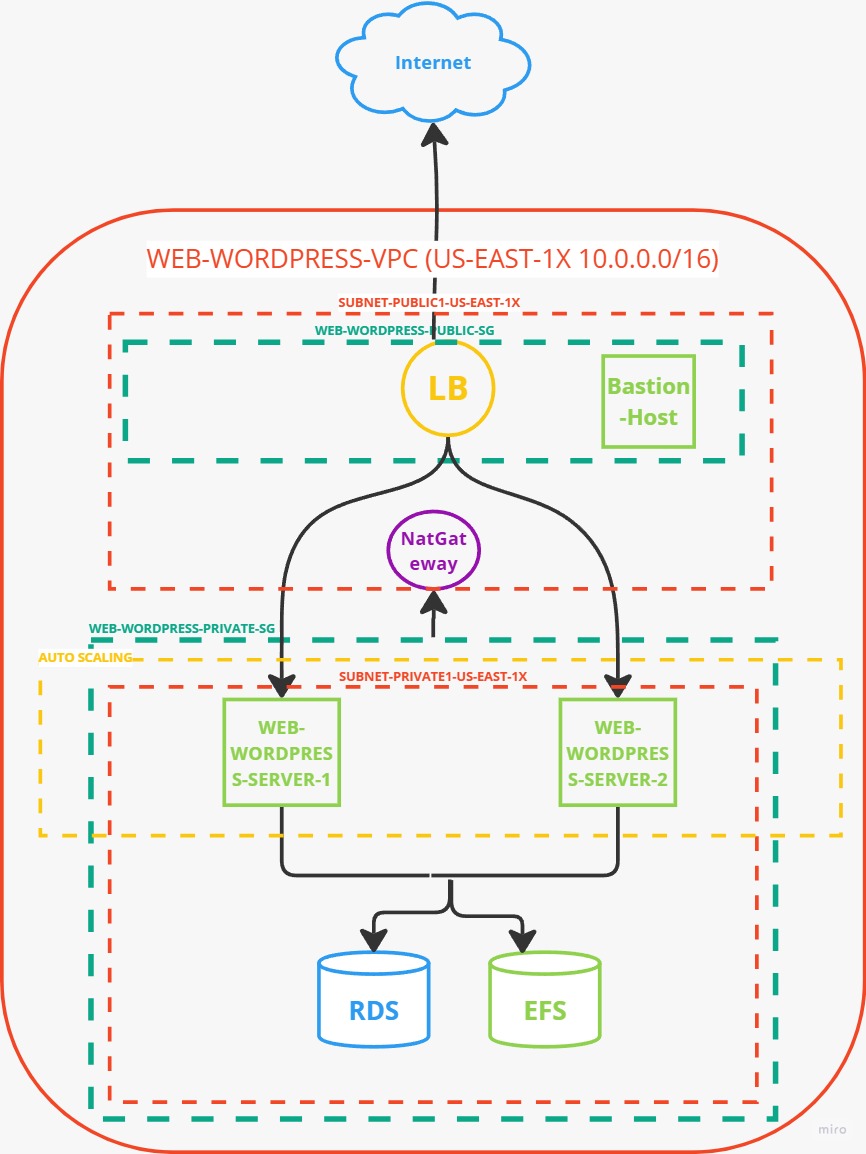 Internet
WEB-WORDPRESS-VPC (US-EAST-1X 10.0.0.0/16)
SUBNET-PUBLIC1-US-EAST-1X
WEB-WORDPRESS-PUBLIC-SG
LB
Bastion
-Host
NatGat
eway
WEB-WORDPRESS-PRIVATE-SG
AUTO SCALING
SUBNET-PRIVATE1-US-EAST-1X
WEB-
WORDPRES
S-SERVER-1
WEB-
WORDPRES
S-SERVER-2
RDS
EFS
miro